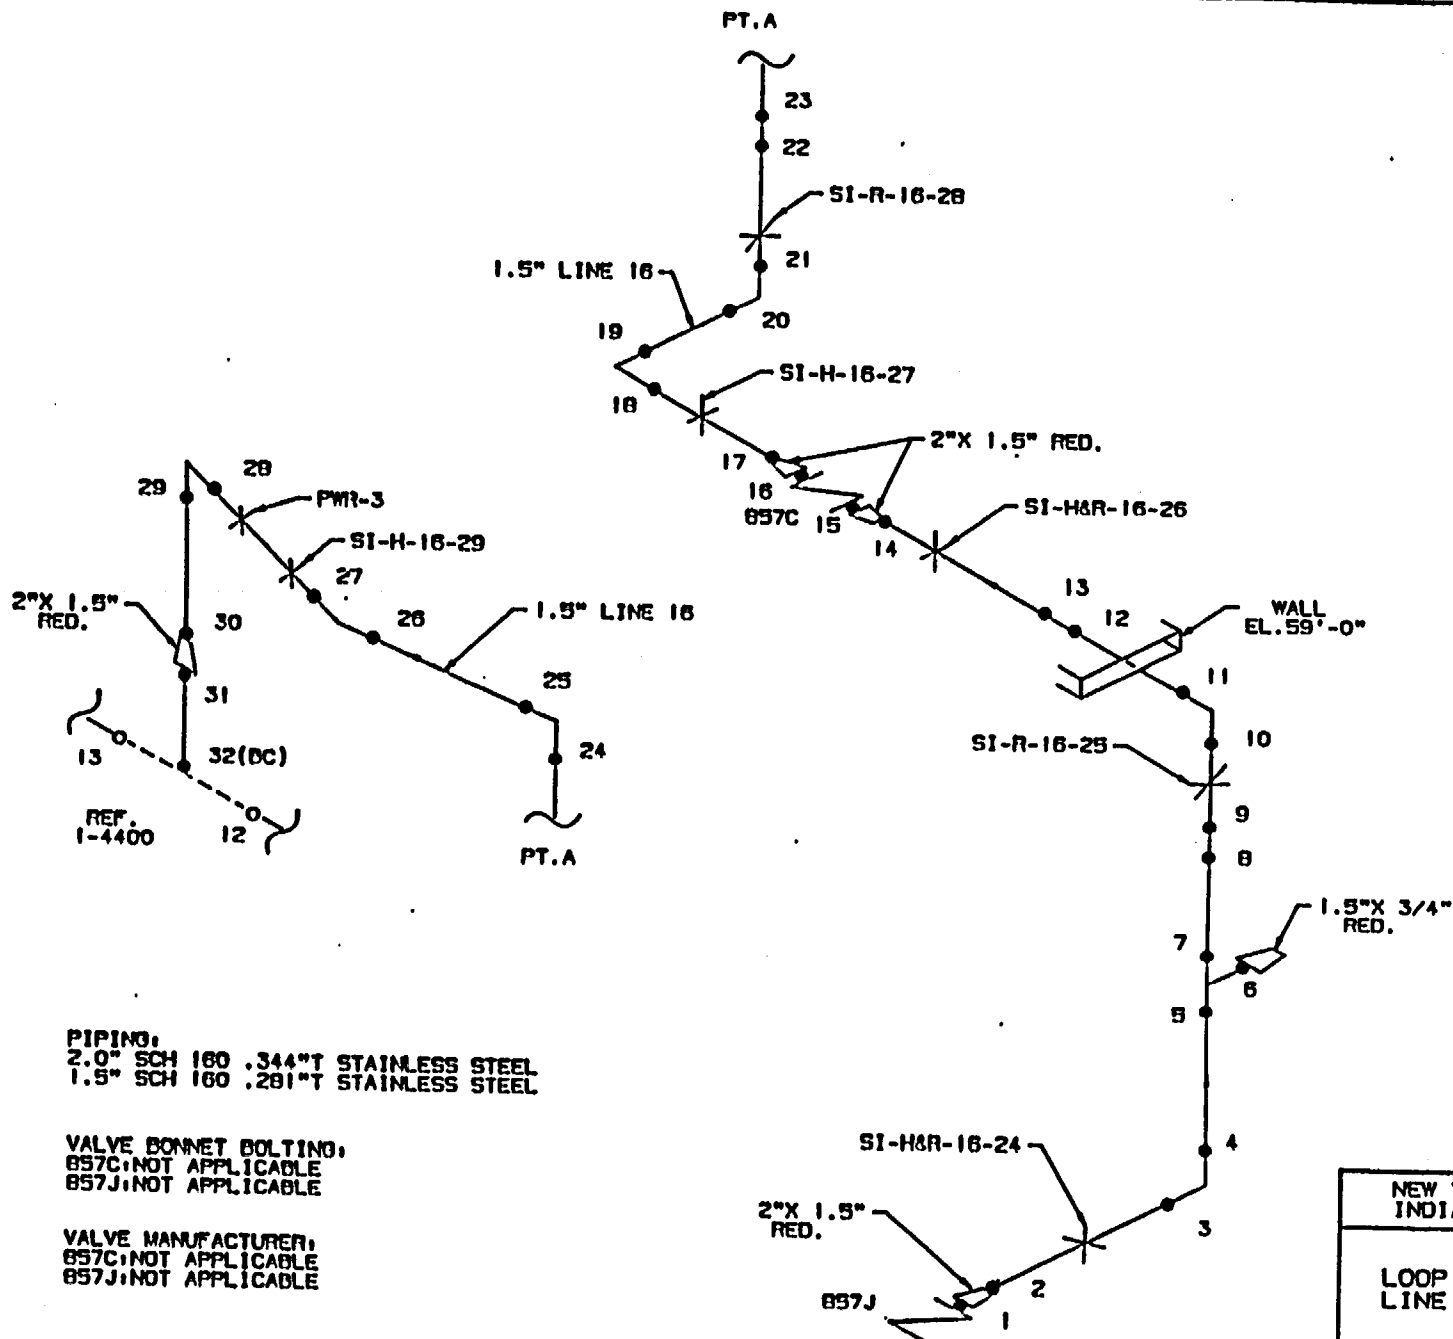 PT.A
23
22
SI-R-16-28
21
1.5" LINE 16
20
19
SI-H-16-27
18
2"X 1.5" RED.
17
16
857C
15
14
SI-H&R-16-26
13
12
WALL
EL.59'-0"
11
10
SI-R-16-25
9
8
7
1.5"X 3/4"
RED.
6
5
4
SI-H&R-16-24
3
2"X 1.5"
RED.
2
1
857J
28
29
PWR-3
SI-H-16-29
27
2"X 1.5"
RED.
30
26
1.5" LINE 16
31
25
13
32(BC)
24
REF.
1-4400
12
PT.A
PIPING:
2.0" SCH 160 .344"T STAINLESS STEEL
1.5" SCH 160 .281"T STAINLESS STEEL
VALVE BONNET BOLTING:
857C:NOT APPLICABLE
857J:NOT APPLICABLE
VALVE MANUFACTURER:
857C:NOT APPLICABLE
857J:NOT APPLICABLE
NEW
INDIA
LOOP
LINE